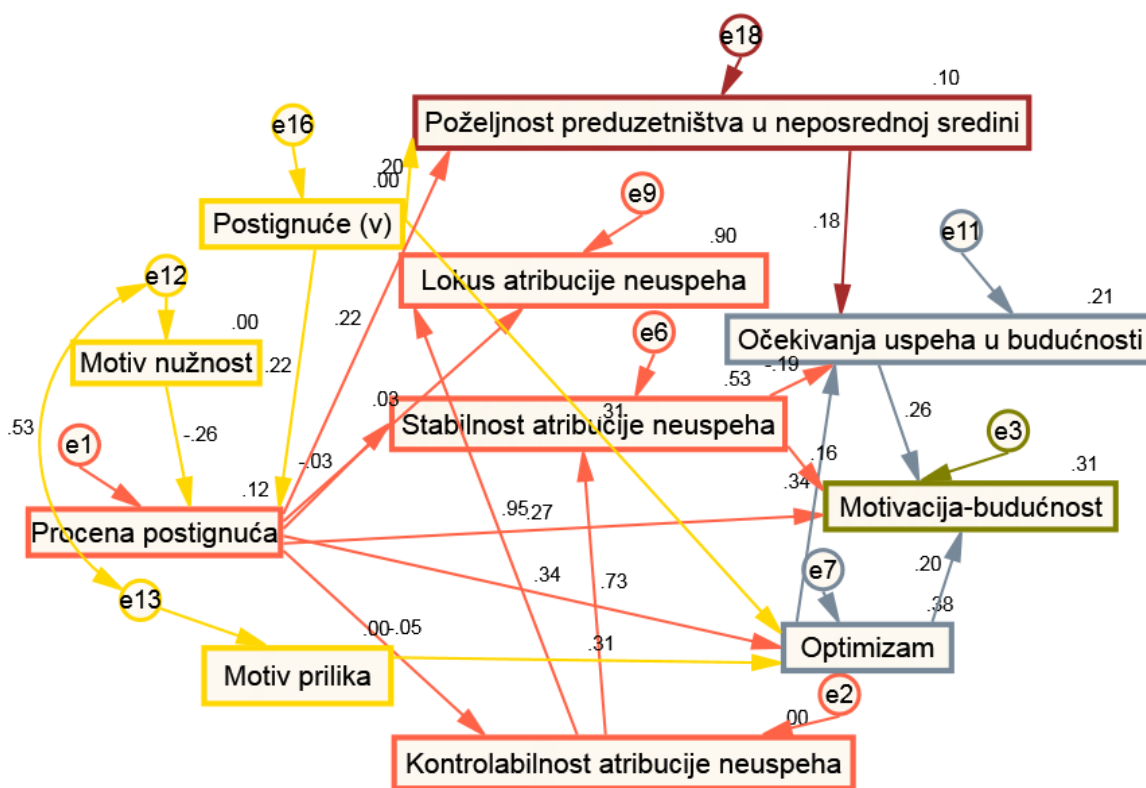 e18
.10
Poželjnost preduzetništva u neposrednoj sredini
e16
.20
.00
Postignuće (v)
e9
.90
Lokus atribucije neuspeha
.18
e11
e12
.21
Očekivanja uspeha u budućnosti
.00
Motiv nužnost
.22
.22
e6
.53
-.19
Stabilnost atribucije neuspeha
.03
.31
.26
.53
-.26
e1
-.03
.16
.34
e3
.31
Motivacija-budućnost
.12
Procena postignuća
.95
.27
.34
.73
e7
.20
.38
e13
.00
-.05
.31
Optimizam
Motiv prilika
e2
.00
Kontrolabilnost atribucije neuspeha